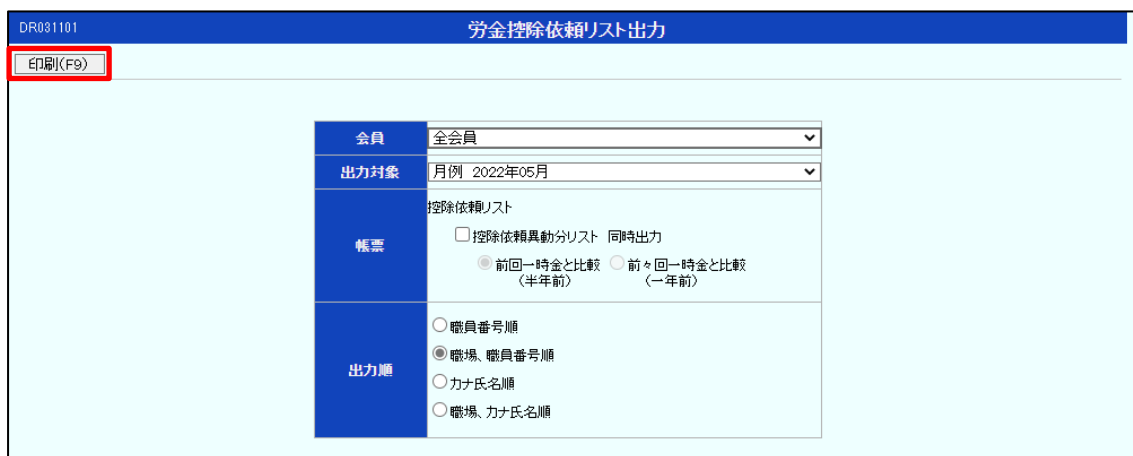 DR031101 労金控除依頼リスト出力
印刷(F9)
会員 全会員
出力対象 月例 2022年05月
帳票
控除依頼リスト
控除依頼異動分リスト 同時出力
前回一時金と比較 前々回一時金と比較
(半年前) (一年前)
出力順
職員番号順
職場、職員番号順
カナ氏名順
職場、カナ氏名順